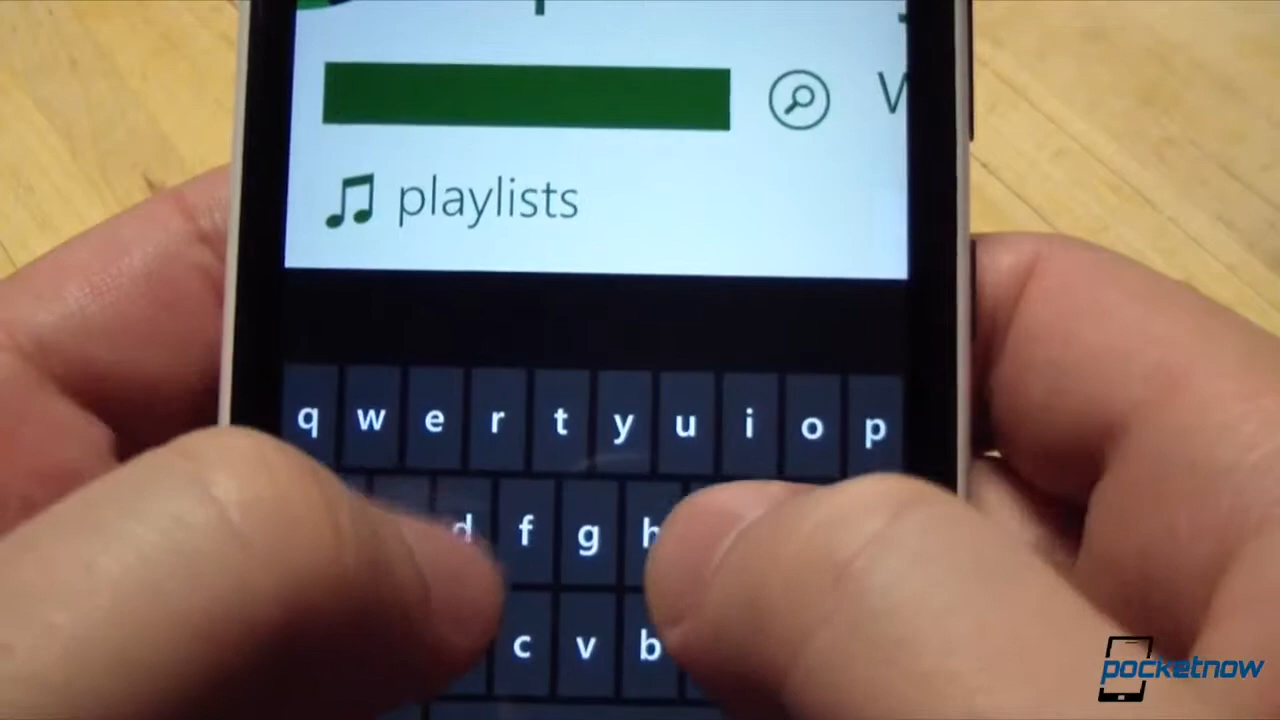 playlists
q w e r t y u i o p
d f g h
c v b
pocketnow